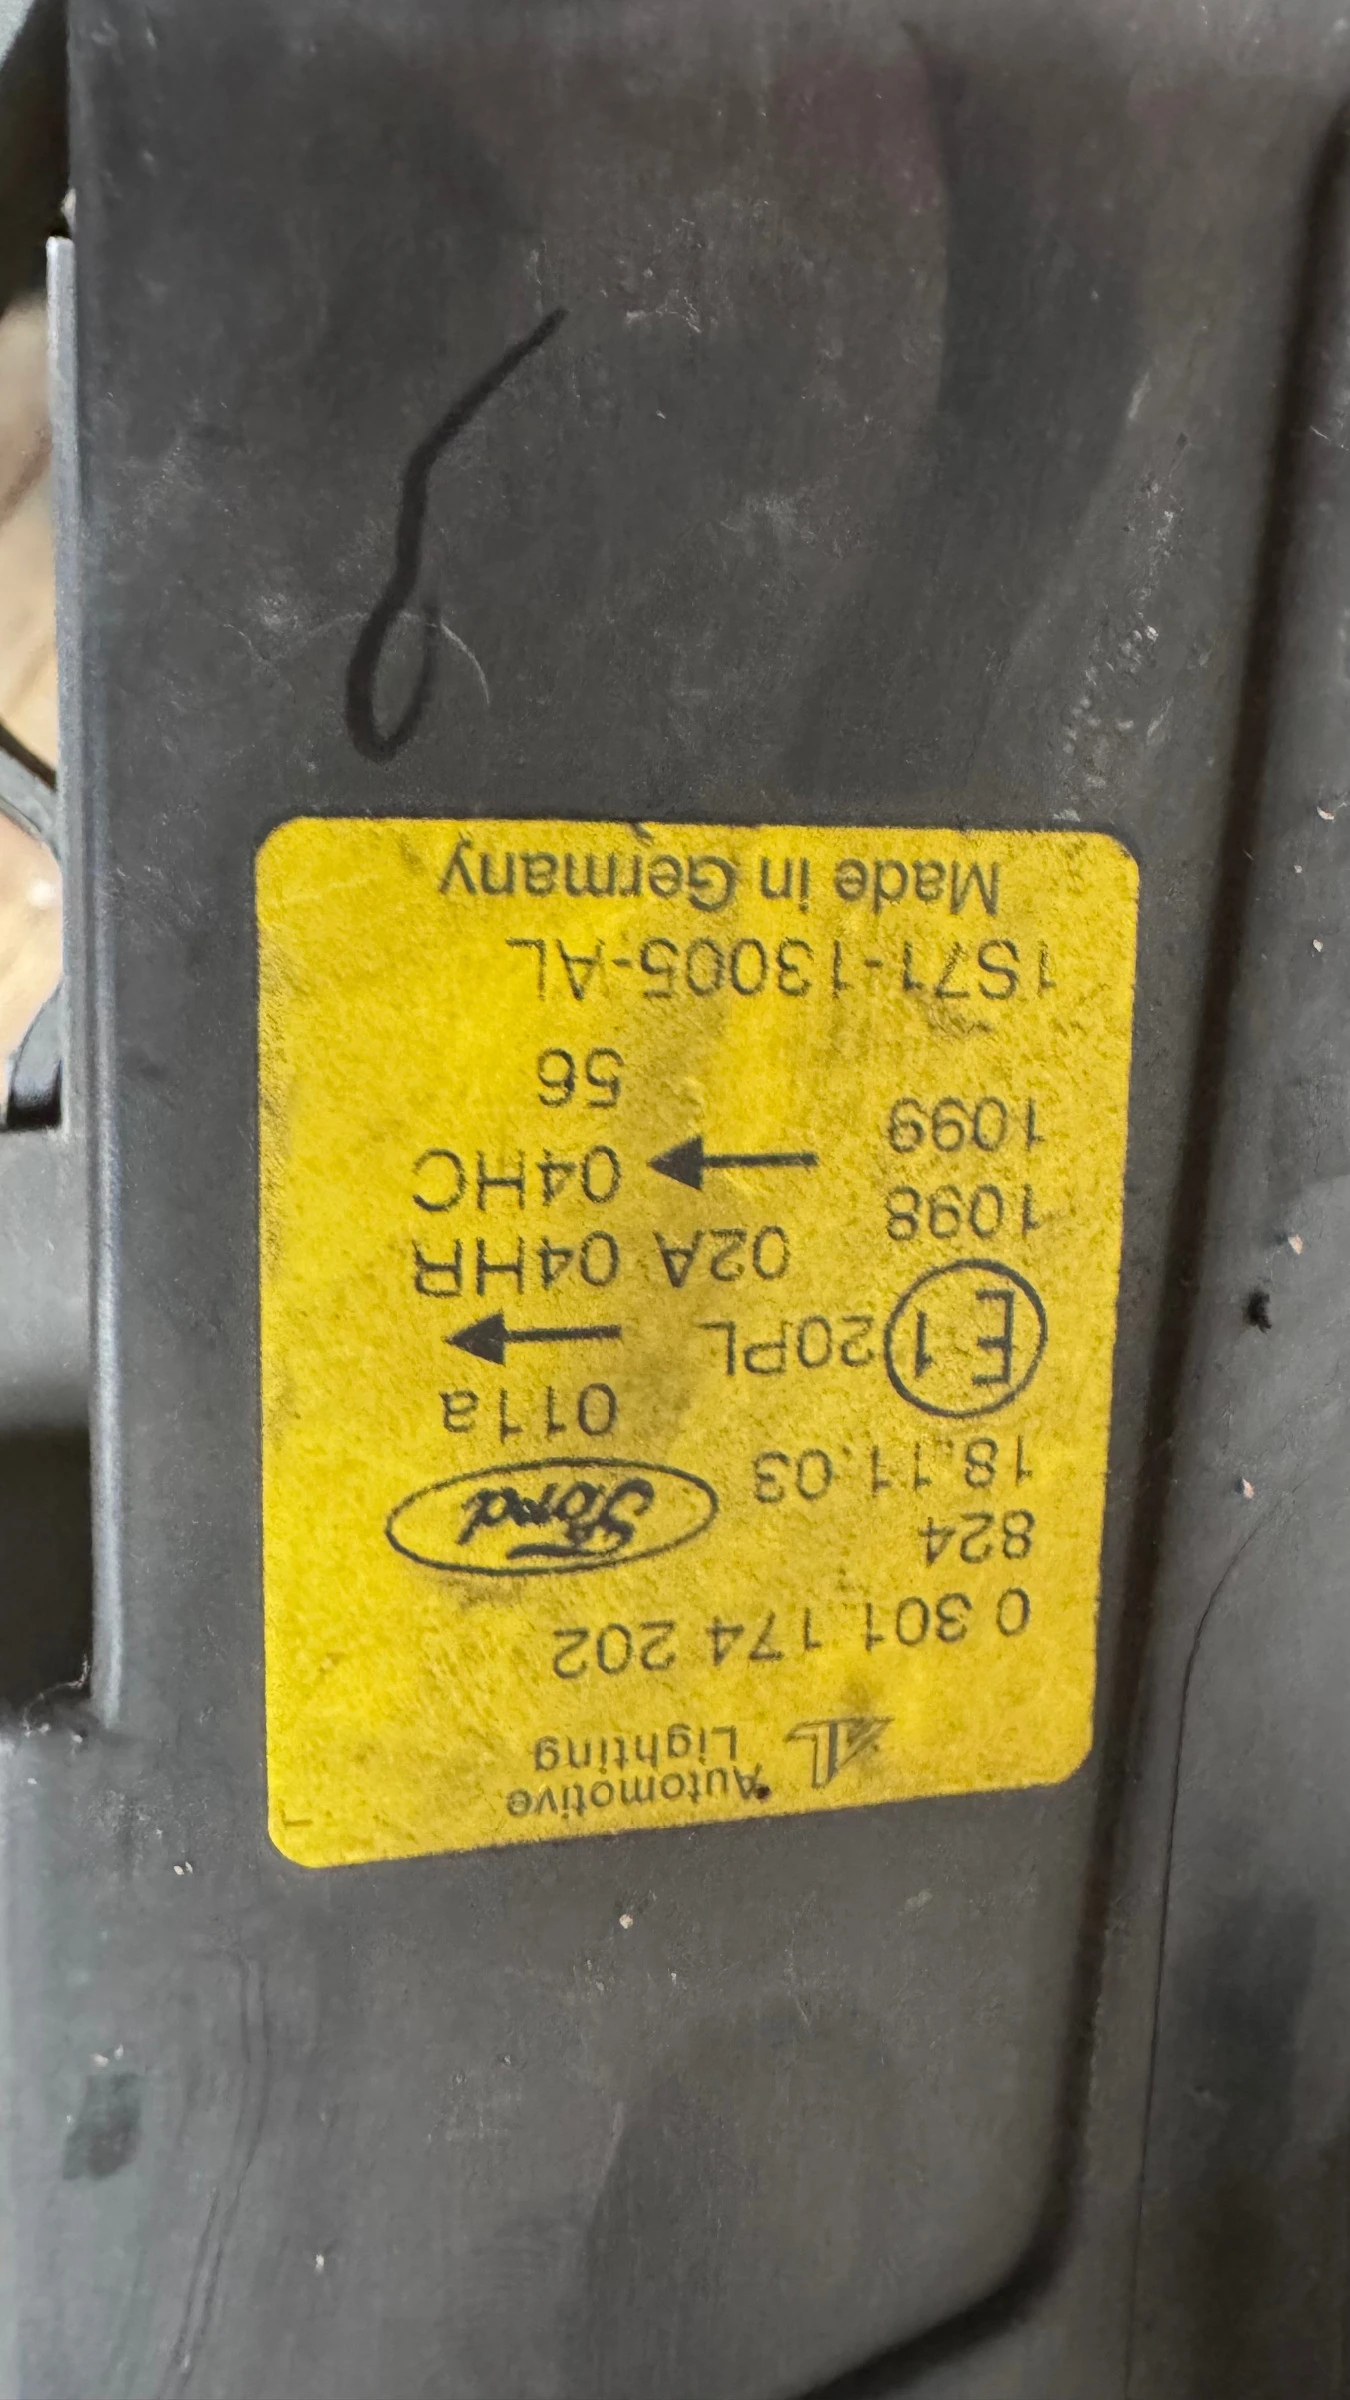 Automotive
Lighting
0 301 174 202
824
Ford
18.11.03
011a
E1 20PL
1098
02A 04HR
1099
04HC
56
1S71-13005-AL
Made in Germany